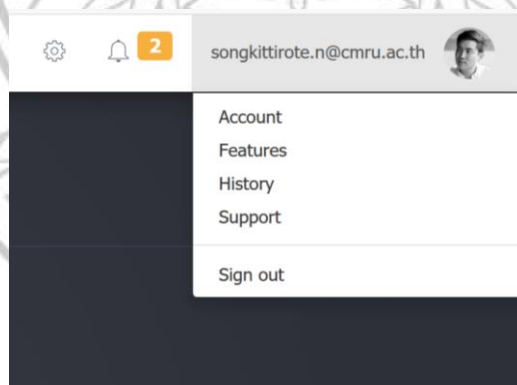 2
songkittirote.n@cmru.ac.th
Account
Features
History
Support
Sign out